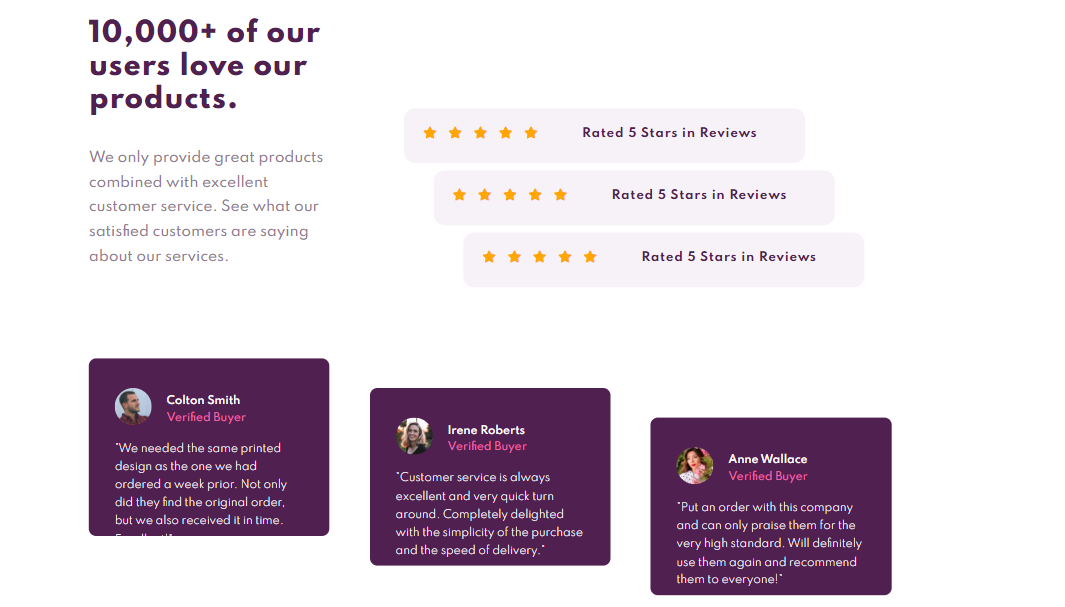 10,000+ of our
users love our
products.
We only provide great products
combined with excellent
customer service. See what our
satisfied customers are saying
about our services.
Rated 5 Stars in Reviews
Rated 5 Stars in Reviews
Rated 5 Stars in Reviews
Colton Smith
Verified Buyer
"We needed the same printed
design as the one we had
ordered a week prior. Not only
did they find the original order,
but we also received it in time.
Irene Roberts
Verified Buyer
"Customer service is always
excellent and very quick turn
around. Completely delighted
with the simplicity of the purchase
and the speed of delivery."
Anne Wallace
Verified Buyer
"Put an order with this company
and can only praise them for the
very high standard. Will definitely
use them again and recommend
them to everyone!"